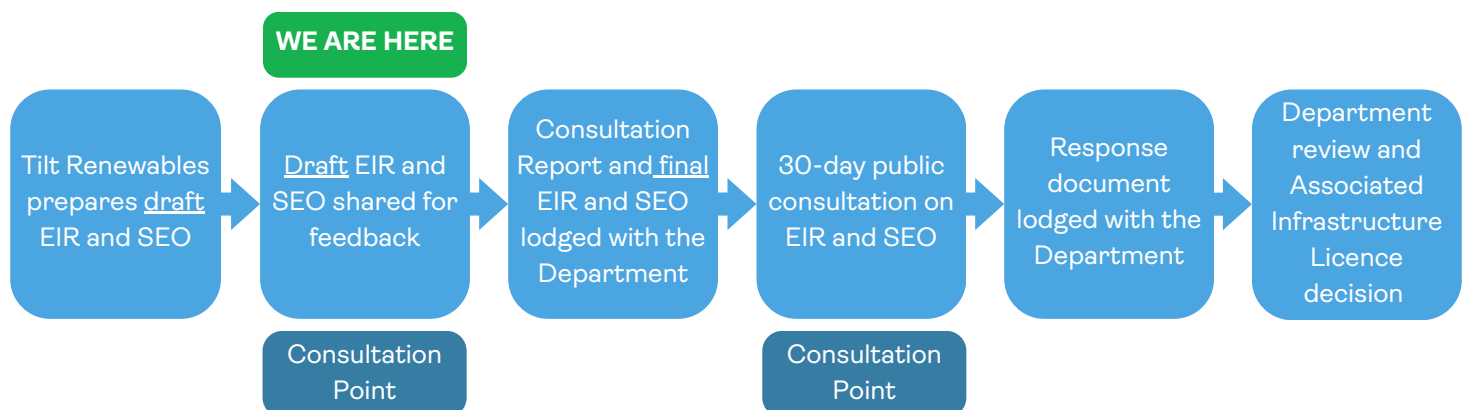 WE ARE HERE
Tilt Renewables
prepares draft
EIR and SEO
Draft EIR and
SEO shared for
feedback
Consultation
Report and final
EIR and SEO
lodged with the
Department
30-day public
consultation on
EIR and SEO
Response
document
lodged with the
Department
Department
review and
Associated
Infrastructure
Licence
decision
Consultation
Point
Consultation
Point